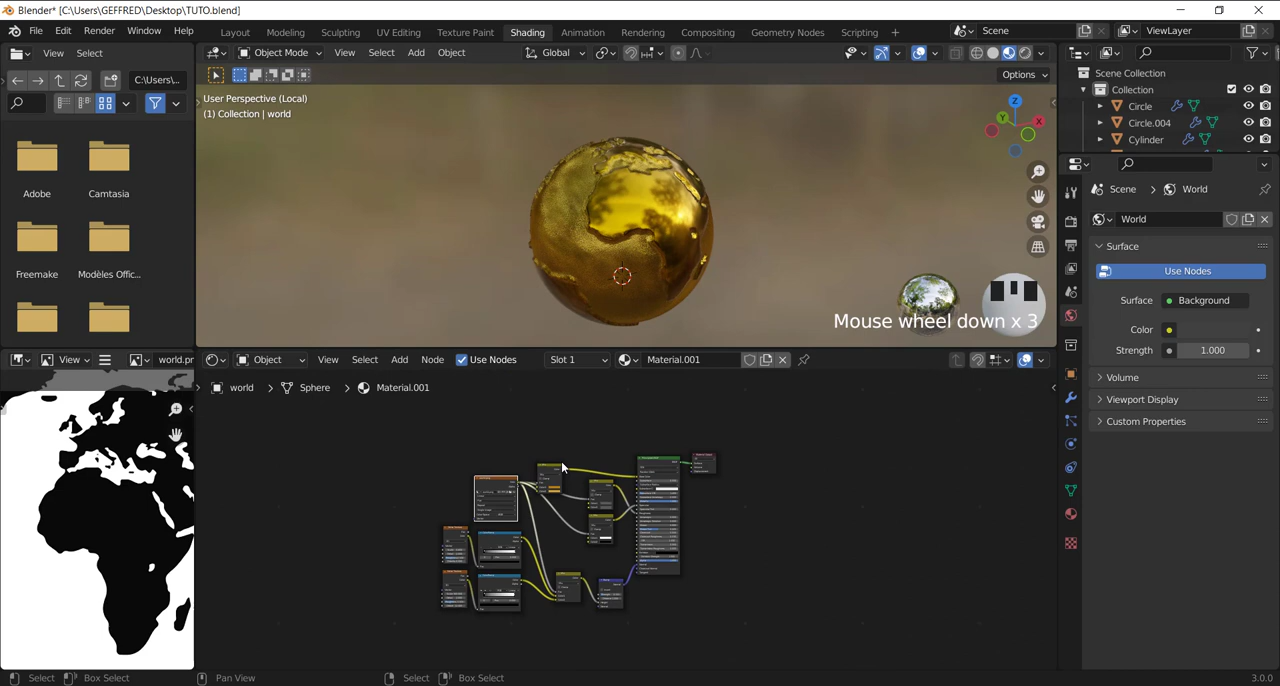 Blender* [C:\Users\GEFFRED\Desktop\TUTO.blend]
File Edit Render Window Help
Layout Modeling Sculpting UV Editing Texture Paint Shading Animation Rendering Compositing Geometry Nodes Scripting +
Scene ViewLayer
View Select
Object Mode View Select Add Object Global
C:\Users\...
Options
User Perspective (Local)
(1) Collection | world
Z
Y
X
Scene Collection
Collection
Circle
Circle.004
Cylinder
Adobe
Camtasia
Freemake
Modèles Offic...
Scene > World
World
Surface
Use Nodes
Surface Background
Color
Strength 1.000
Volume
Viewport Display
Custom Properties
Mouse wheel down x 3
View world.pr
Object View Select Add Node Use Nodes Slot 1 Material.001
world > Sphere > Material.001
Select Box Select Pan View Select Box Select
3.0.0